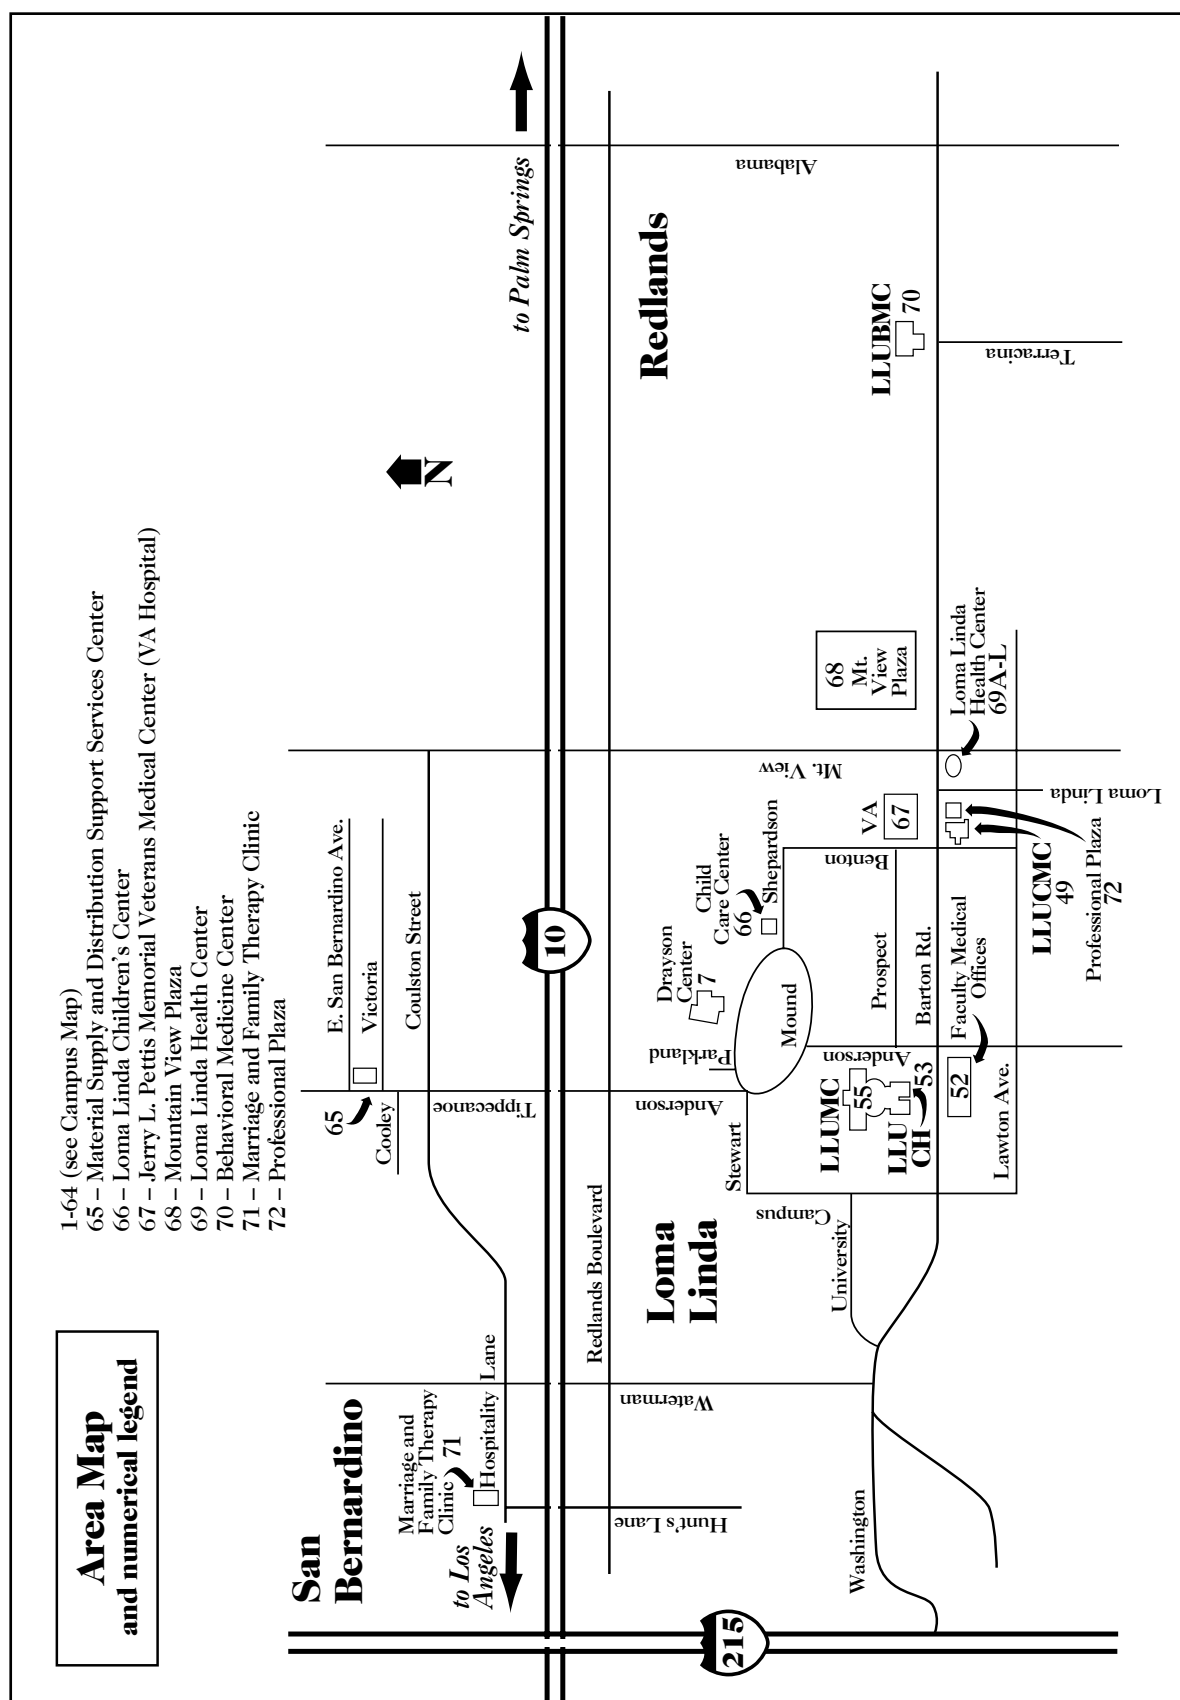 Area Map
and numerical legend
1-64 (see Campus Map)
65 – Material Supply and Distribution Support Services Center
66 – Loma Linda Children's Center
67 – Jerry L. Pettis Memorial Veterans Medical Center (VA Hospital)
68 – Mountain View Plaza
69 – Loma Linda Health Center
70 – Behavioral Medicine Center
71 – Marriage and Family Therapy Clinic
72 – Professional Plaza
San
Bernardino
E. San Bernardino Ave.
65
Victoria
Cooley
Coulston Street
Tippecanoe
N
Marriage and
Family Therapy
Clinic 71
Hospitality Lane
to Los
Angeles
to Palm Springs
10
Redlands Boulevard
Hunt's Lane
Waterman
Loma
Linda
Redlands
Anderson
Parkland
Drayson
Center
7
Child
Care Center
66
Shepardson
Mt. View
Alabama
215
Stewart
Mound
Campus
University
Washington
LLUMC
55
LLU
CH
53
Anderson
Prospect
Benton
VA
67
68
Mt.
View
Plaza
LLUBMC
70
Barton Rd.
52
Faculty Medical
Offices
Lawton Ave.
LLUCMC
49
Professional Plaza
72
Loma Linda
Loma Linda
Health Center
69A-L
Terracina